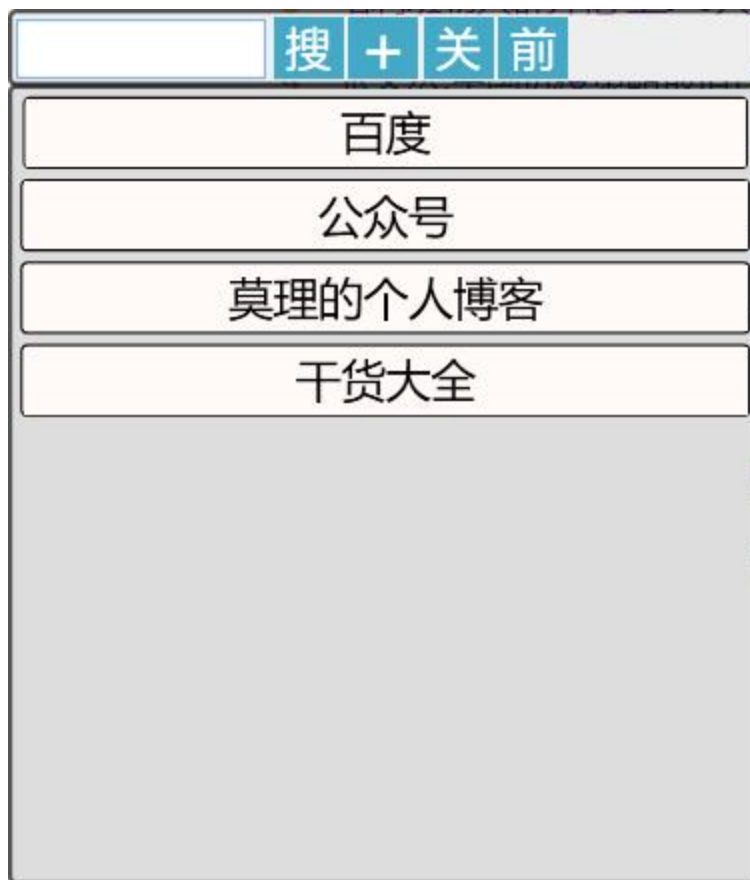 搜 + 关 前
百度
公众号
莫理的个人博客
干货大全